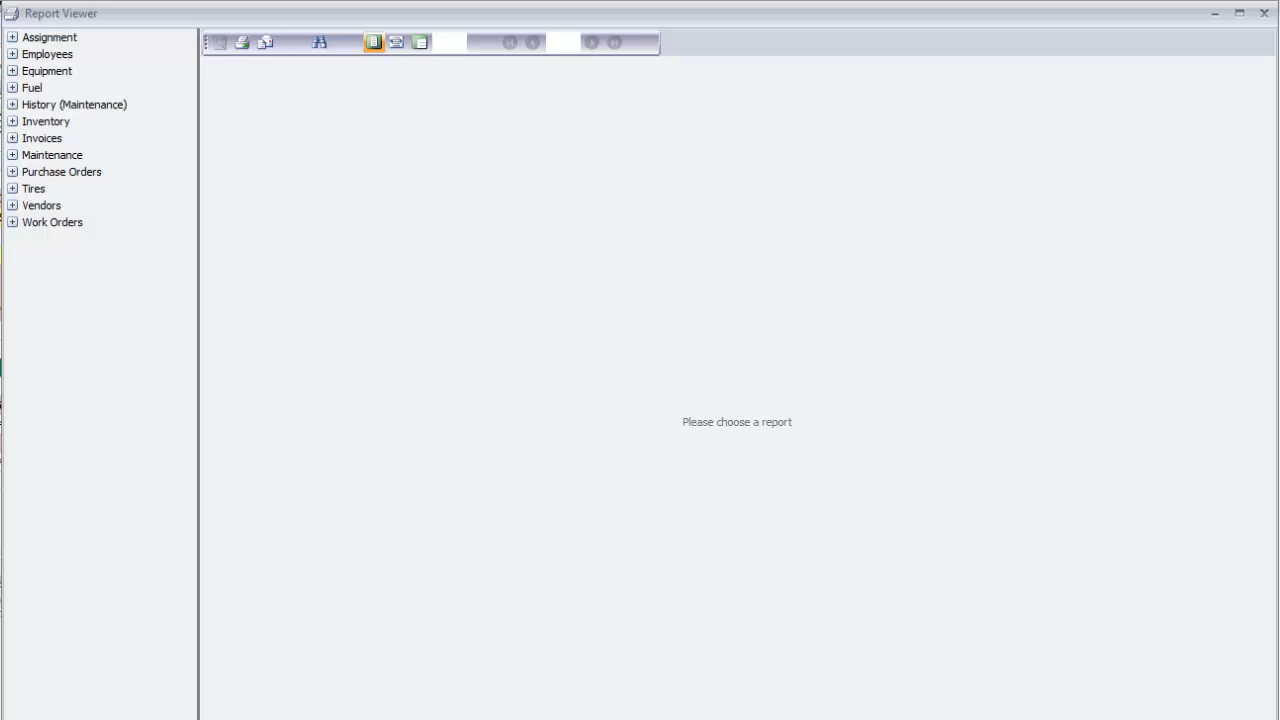 Report Viewer
Assignment
Employees
Equipment
Fuel
History (Maintenance)
Inventory
Invoices
Maintenance
Purchase Orders
Tires
Vendors
Work Orders
Please choose a report